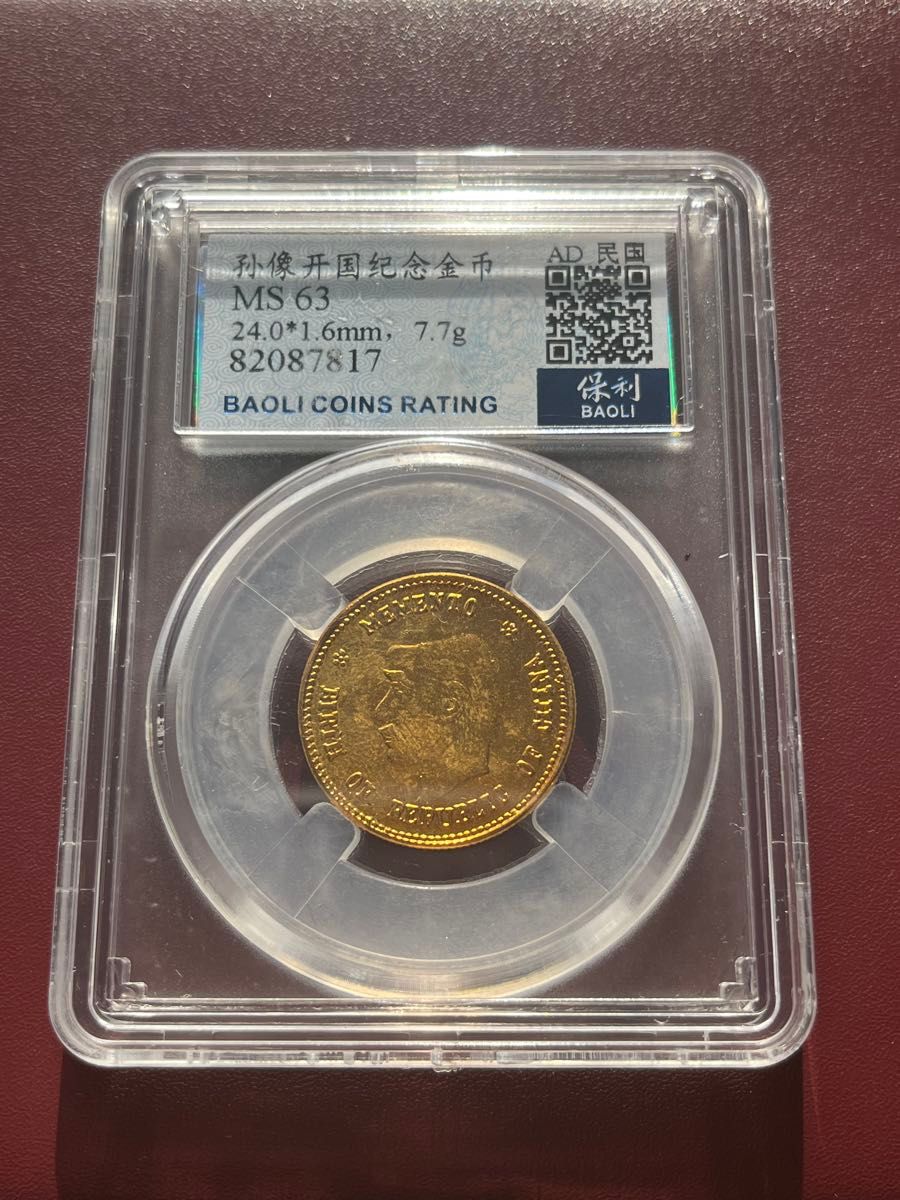 孙像开国纪念金币
AD 民国
MS 63
24.0*1.6mm, 7.7g
82087817
BAOLI COINS RATING
保利
BAOLI
MEMENTO
BIRTH OF REPUBLIC OF CHINA